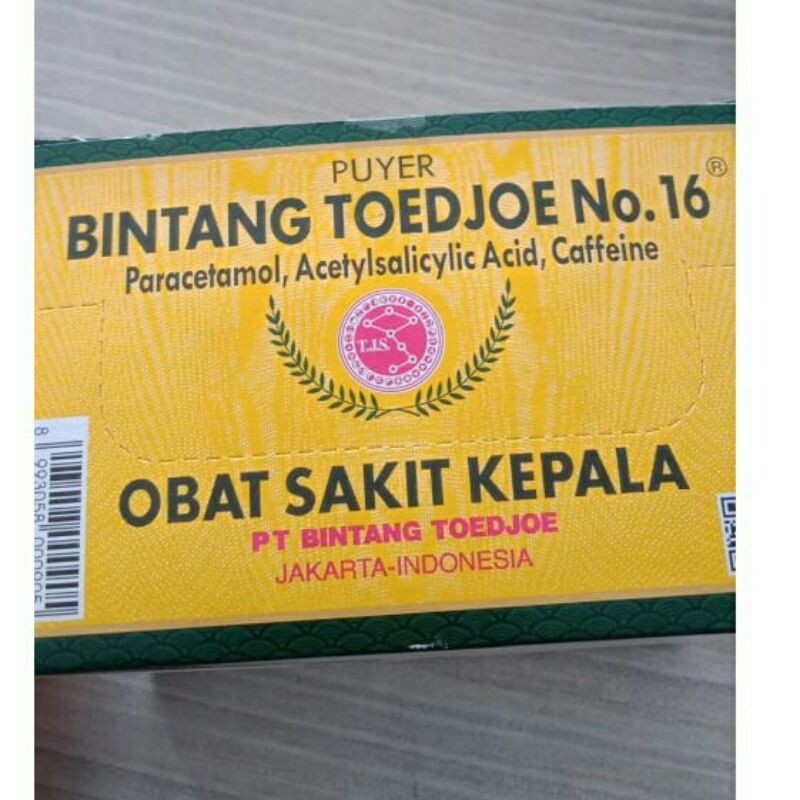 PUYER
BINTANG TOEDJOE No.16®
Paracetamol, Acetylsalicylic Acid, Caffeine
T.J.S.
OBAT SAKIT KEPALA
PT BINTANG TOEDJOE
JAKARTA-INDONESIA